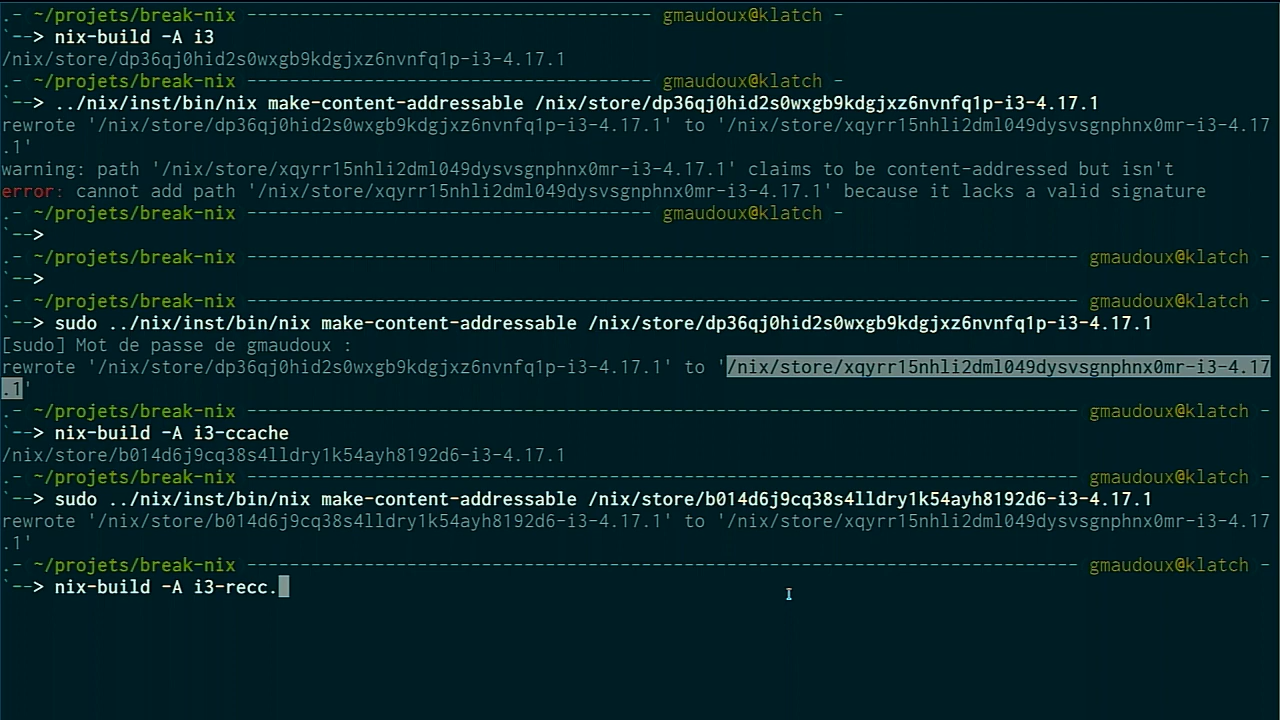 .- ~/projets/break-nix -------------------------------------- gmaudoux@klatch -
`--> nix-build -A i3
/nix/store/dp36qj0hid2s0wxgb9kdgjxz6nvnfq1p-i3-4.17.1
.- ~/projets/break-nix -------------------------------------- gmaudoux@klatch -
`--> ../nix/inst/bin/nix make-content-addressable /nix/store/dp36qj0hid2s0wxgb9kdgjxz6nvnfq1p-i3-4.17.1
rewrote '/nix/store/dp36qj0hid2s0wxgb9kdgjxz6nvnfq1p-i3-4.17.1' to '/nix/store/xqyrr15nhli2dml049dysvsgnphnx0mr-i3-4.17
.1'
warning: path '/nix/store/xqyrr15nhli2dml049dysvsgnphnx0mr-i3-4.17.1' claims to be content-addressed but isn't
error: cannot add path '/nix/store/xqyrr15nhli2dml049dysvsgnphnx0mr-i3-4.17.1' because it lacks a valid signature
.- ~/projets/break-nix -------------------------------------- gmaudoux@klatch -
`-->
.- ~/projets/break-nix ------------------------------------------------------------------------------ gmaudoux@klatch -
`-->
.- ~/projets/break-nix ------------------------------------------------------------------------------ gmaudoux@klatch -
`--> sudo ../nix/inst/bin/nix make-content-addressable /nix/store/dp36qj0hid2s0wxgb9kdgjxz6nvnfq1p-i3-4.17.1
[sudo] Mot de passe de gmaudoux :
rewrote '/nix/store/dp36qj0hid2s0wxgb9kdgjxz6nvnfq1p-i3-4.17.1' to '/nix/store/xqyrr15nhli2dml049dysvsgnphnx0mr-i3-4.17
.1'
.- ~/projets/break-nix ------------------------------------------------------------------------------ gmaudoux@klatch -
`--> nix-build -A i3-ccache
/nix/store/b014d6j9cq38s4lldry1k54ayh8192d6-i3-4.17.1
.- ~/projets/break-nix ------------------------------------------------------------------------------ gmaudoux@klatch -
`--> sudo ../nix/inst/bin/nix make-content-addressable /nix/store/b014d6j9cq38s4lldry1k54ayh8192d6-i3-4.17.1
rewrote '/nix/store/b014d6j9cq38s4lldry1k54ayh8192d6-i3-4.17.1' to '/nix/store/xqyrr15nhli2dml049dysvsgnphnx0mr-i3-4.17
.1'
.- ~/projets/break-nix ------------------------------------------------------------------------------ gmaudoux@klatch -
`--> nix-build -A i3-recc.